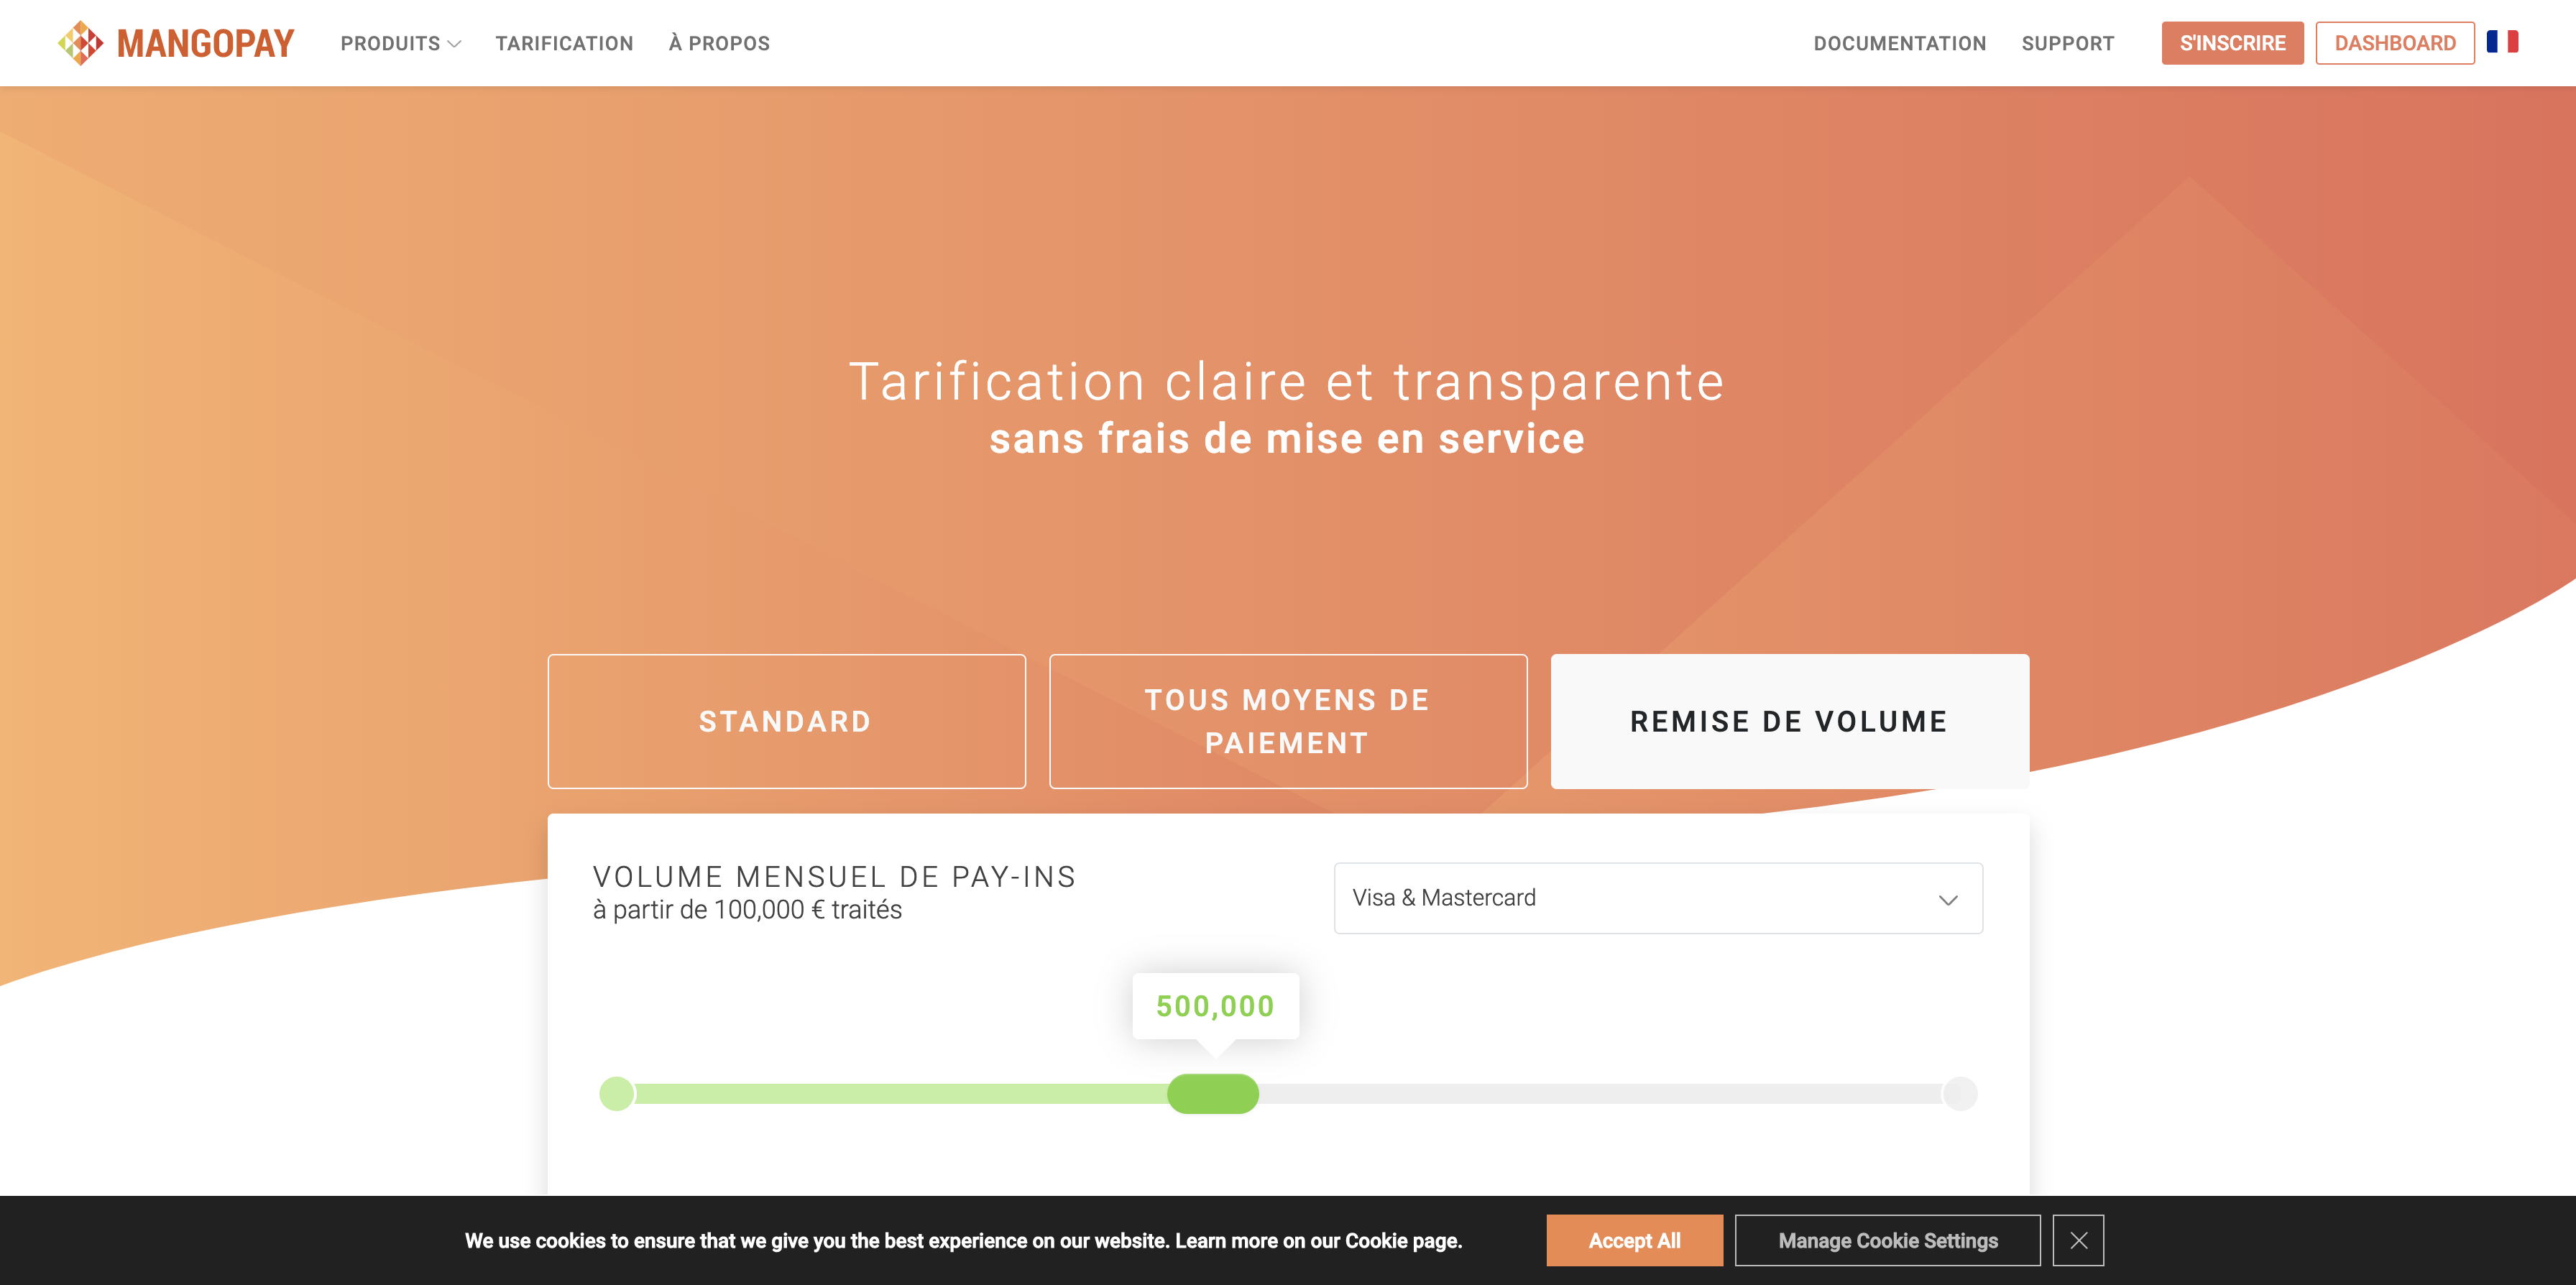 MANGOPAY
PRODUITS
TARIFICATION
À PROPOS
DOCUMENTATION
SUPPORT
S'INSCRIRE
DASHBOARD
Tarification claire et transparente
sans frais de mise en service
STANDARD
TOUS MOYENS DE
PAIEMENT
REMISE DE VOLUME
VOLUME MENSUEL DE PAY-INS
à partir de 100,000 € traités
Visa & Mastercard
500,000
We use cookies to ensure that we give you the best experience on our website. Learn more on our Cookie page.
Accept All
Manage Cookie Settings